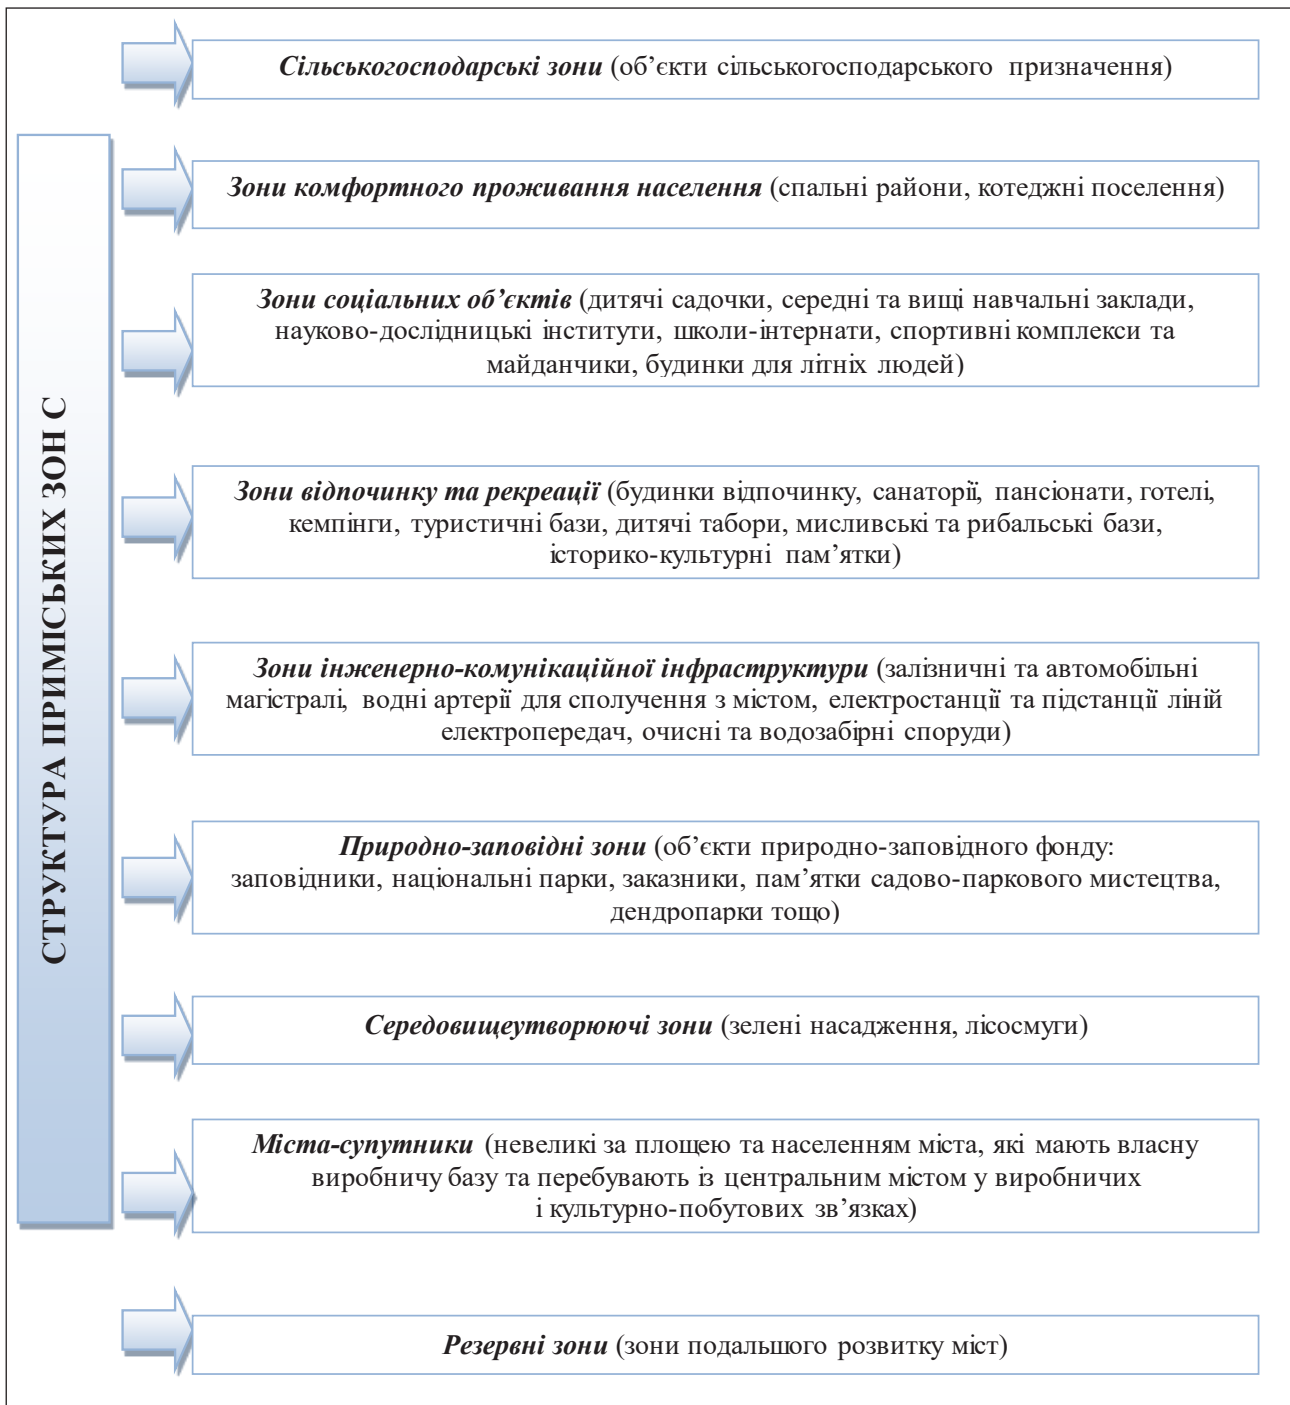 Сільськогосподарські зони (об’єкти сільськогосподарського призначення)
СТРУКТУРА ПРИМІСЬКИХ ЗОН С
Зони комфортного проживання населення (спальні райони, котеджні поселення)
Зони соціальних об’єктів (дитячі садочки, середні та вищі навчальні заклади,
науково-дослідницькі інститути, школи-інтернати, спортивні комплекси та
майданчики, будинки для літніх людей)
Зони відпочинку та рекреації (будинки відпочинку, санаторії, пансіонати, готелі,
кемпінги, туристичні бази, дитячі табори, мисливські та рибальські бази,
історико-культурні пам’ятки)
Зони інженерно-комунікаційної інфраструктури (залізничні та автомобільні
магістралі, водні артерії для сполучення з містом, електростанції та підстанції ліній
електропередач, очисні та водозабірні споруди)
Природно-заповідні зони (об’єкти природно-заповідного фонду:
заповідники, національні парки, заказники, пам’ятки садово-паркового мистецтва,
дендропарки тощо)
Середовищеутворюючі зони (зелені насадження, лісосмуги)
Міста-супутники (невеликі за площею та населенням міста, які мають власну
виробничу базу та перебувають із центральним містом у виробничих
і культурно-побутових зв’язках)
Резервні зони (зони подальшого розвитку міст)